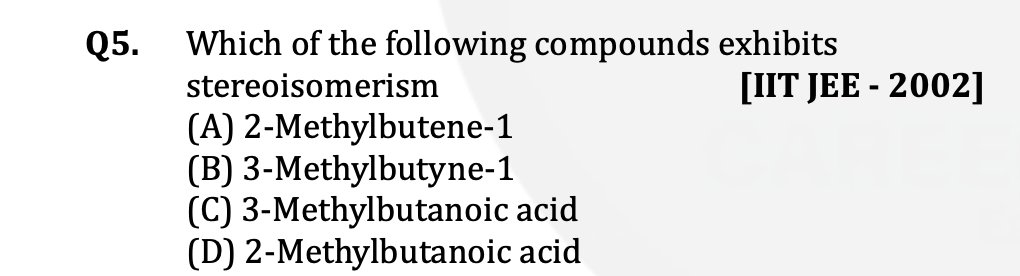 Q5. Which of the following compounds exhibits
stereoisomerism [IIT JEE - 2002]
(A) 2-Methylbutene-1
(B) 3-Methylbutyne-1
(C) 3-Methylbutanoic acid
(D) 2-Methylbutanoic acid